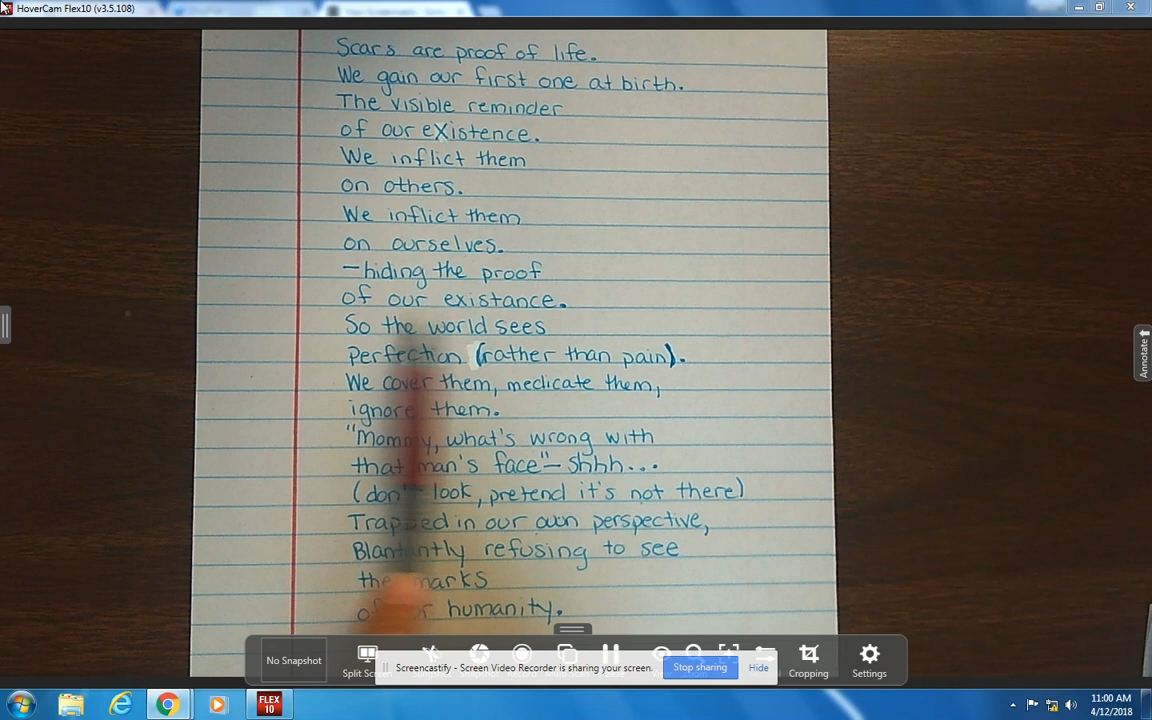 HoverCam Flex10 (v3.5.108)
Scars are proof of life.
We gain our first one at birth.
The visible reminder
of our existence.
We inflict them
on others.
We inflict them
on ourselves.
—hiding the proof
of our existance.
So the world sees
perfection (rather than pain).
We cover them, medicate them,
ignore them.
"Mommy, what's wrong with
that man's face"— Shhh...
(don't look, pretend it's not there)
Trapped in our own perspective,
Blantantly refusing to see
the marks
of our humanity.
Annotate
No Snapshot
Split Screen
Cropping
Settings
Screencastify - Screen Video Recorder is sharing your screen.
Stop sharing
Hide
FLEX
10
11:00 AM
4/12/2018